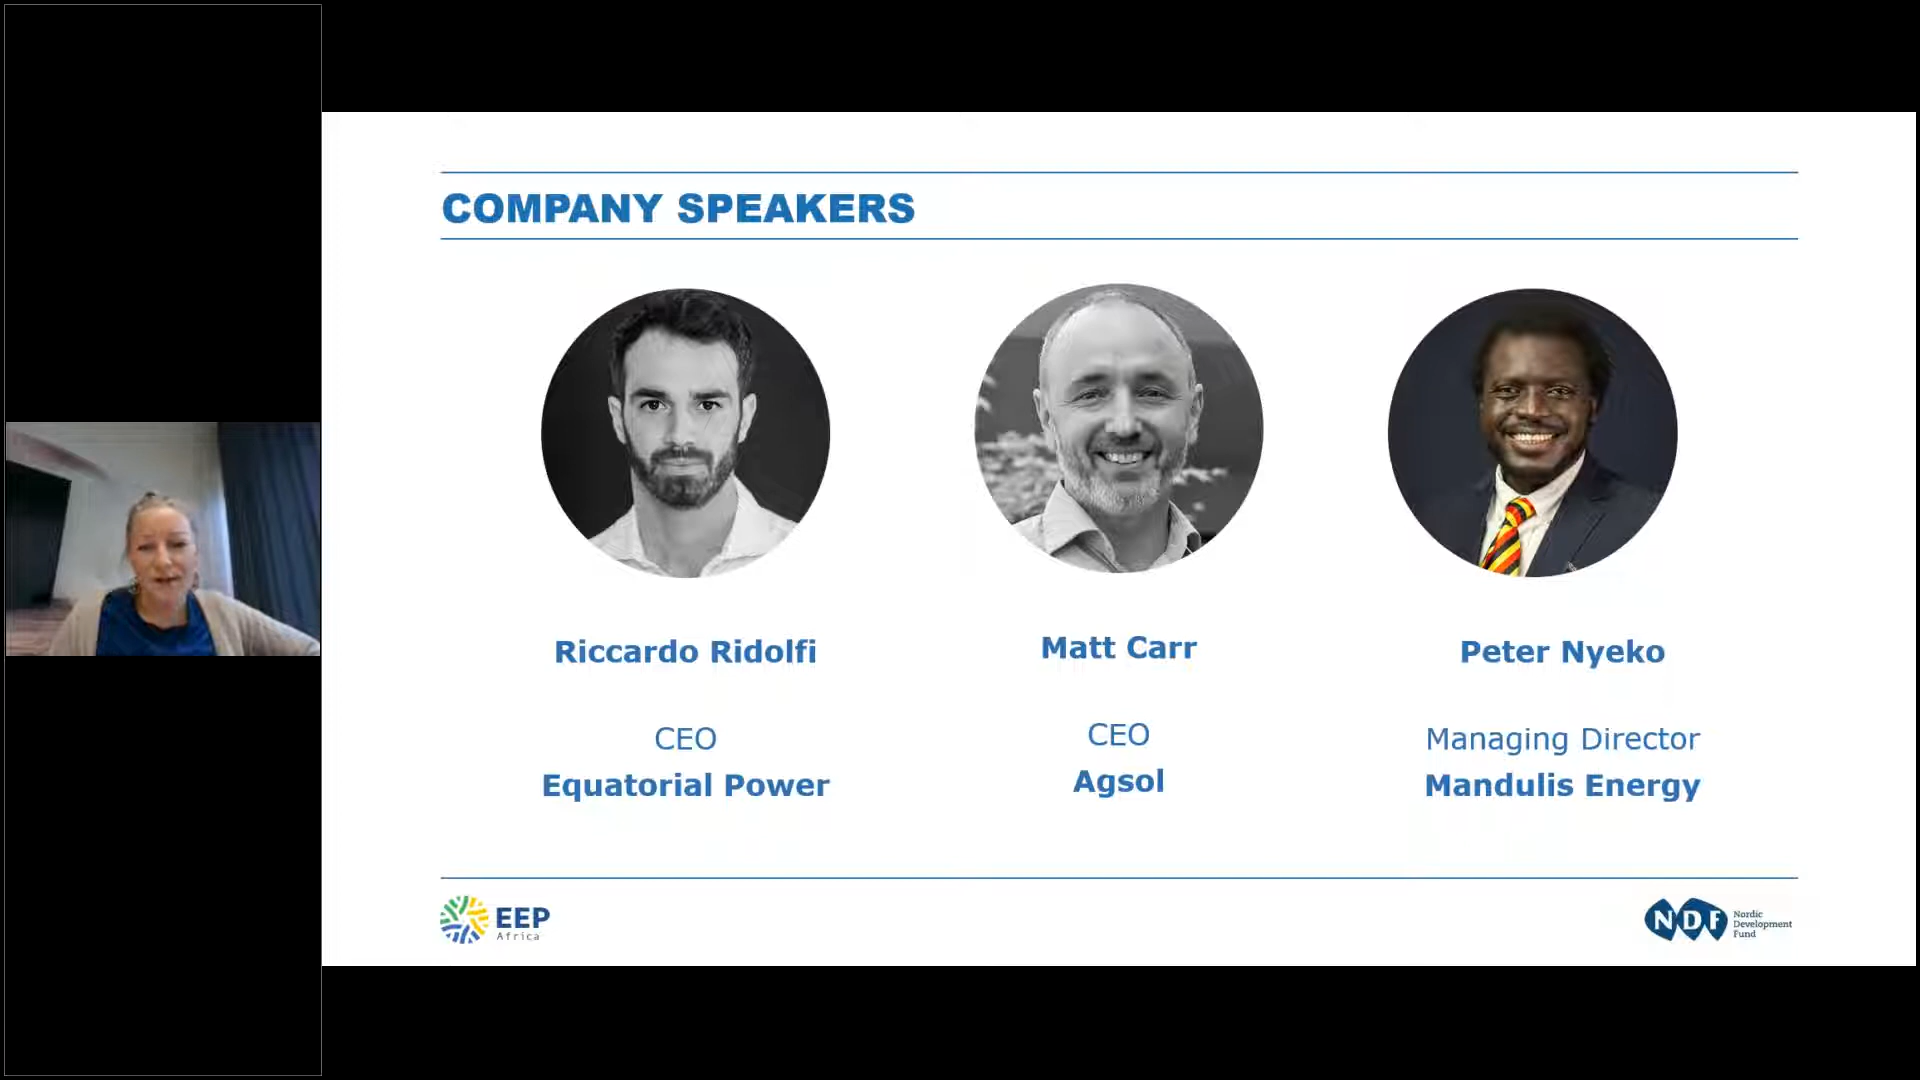 COMPANY SPEAKERS
Riccardo Ridolfi
CEO
Equatorial Power
Matt Carr
CEO
Agsol
Peter Nyeko
Managing Director
Mandulis Energy
EEP
Africa
NDF
Nordic
Development
Fund